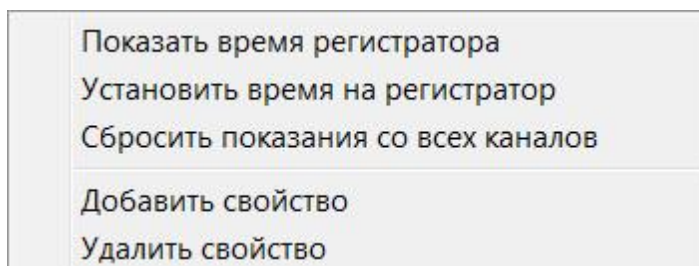 Показать время регистратора
Установить время на регистратор
Сбросить показания со всех каналов
Добавить свойство
Удалить свойство